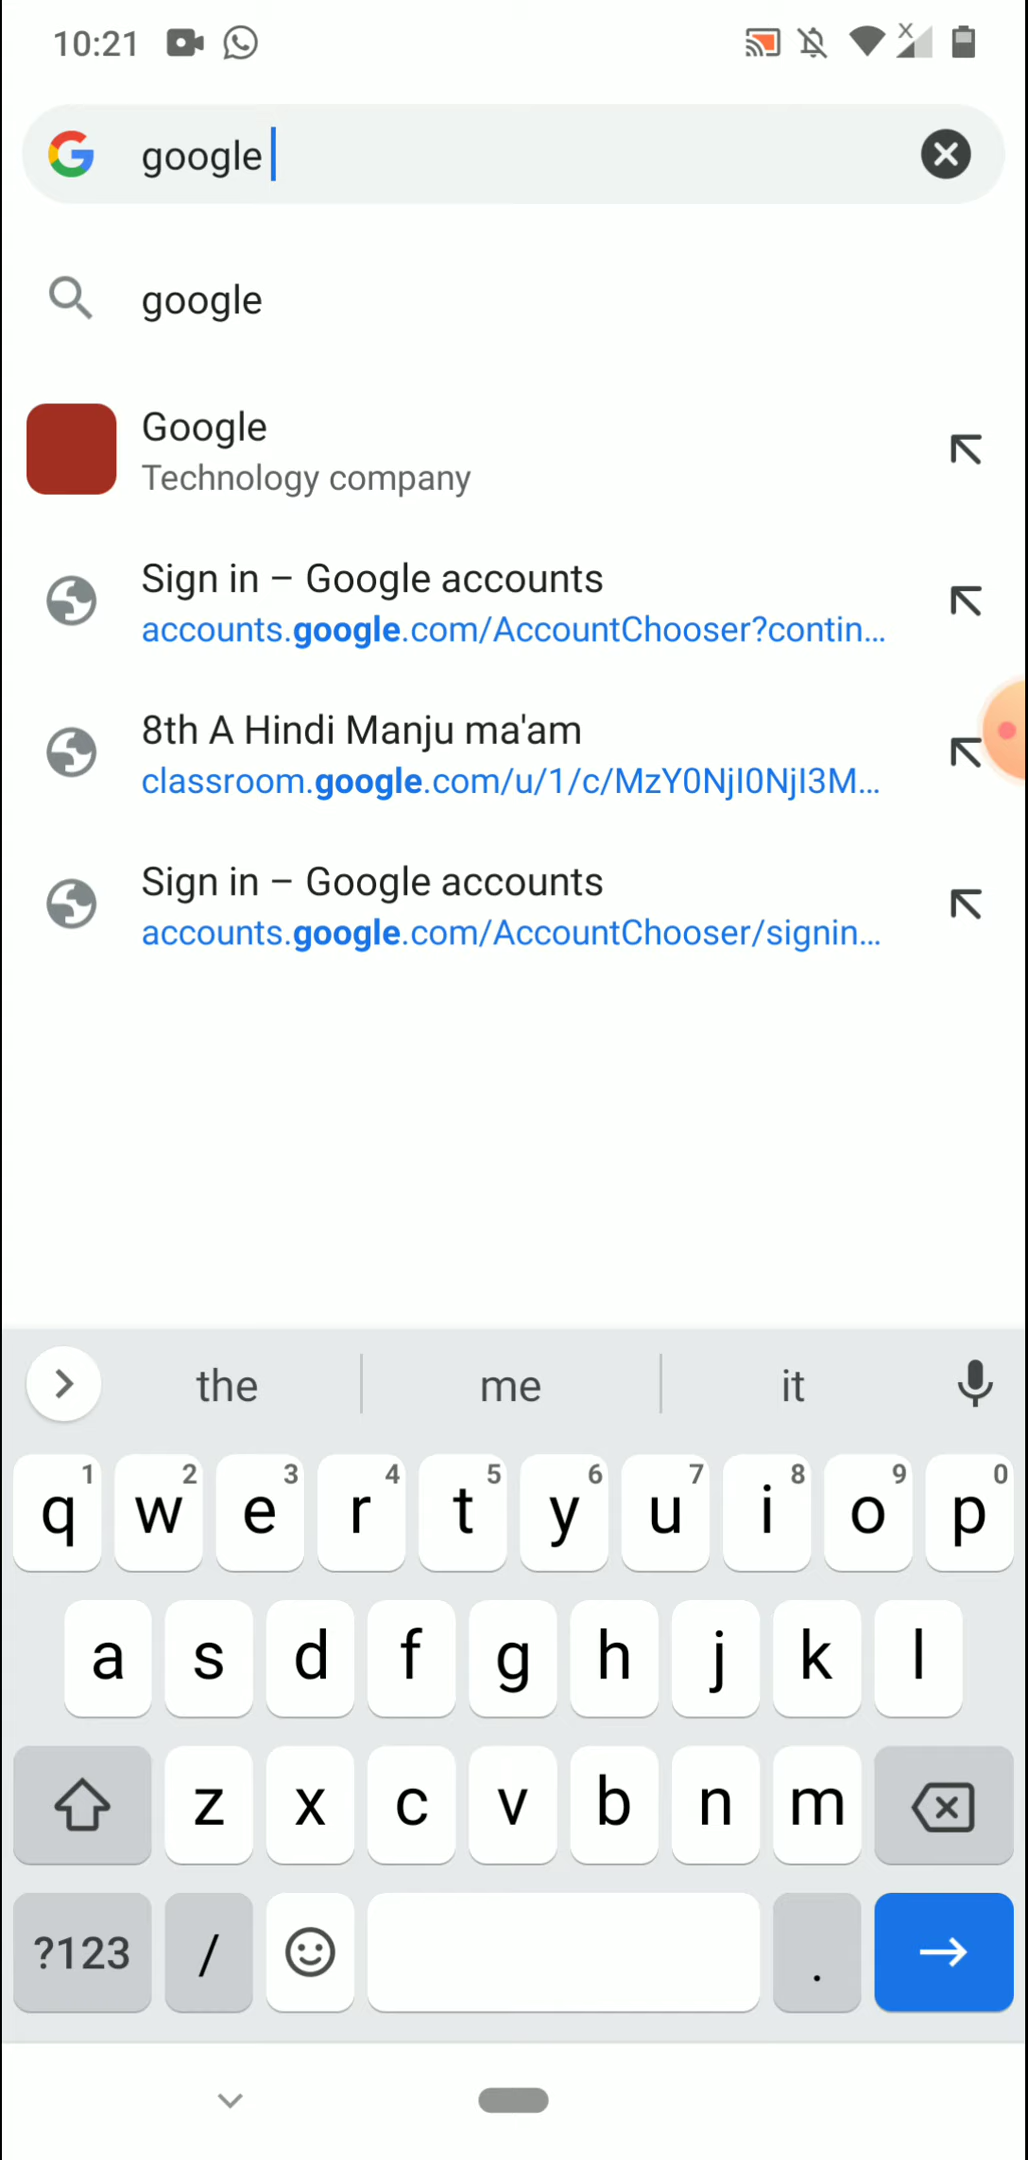 10:21
google
google
Google
Technology company
Sign in – Google accounts
accounts.google.com/AccountChooser?contin...
8th A Hindi Manju ma'am
classroom.google.com/u/1/c/MzY0NjI0NjI3M...
Sign in – Google accounts
accounts.google.com/AccountChooser/signin...
the me it
1 2 3 4 5 6 7 8 9 0
q w e r t y u i o p
a s d f g h j k l
z x c v b n m
?123 / .